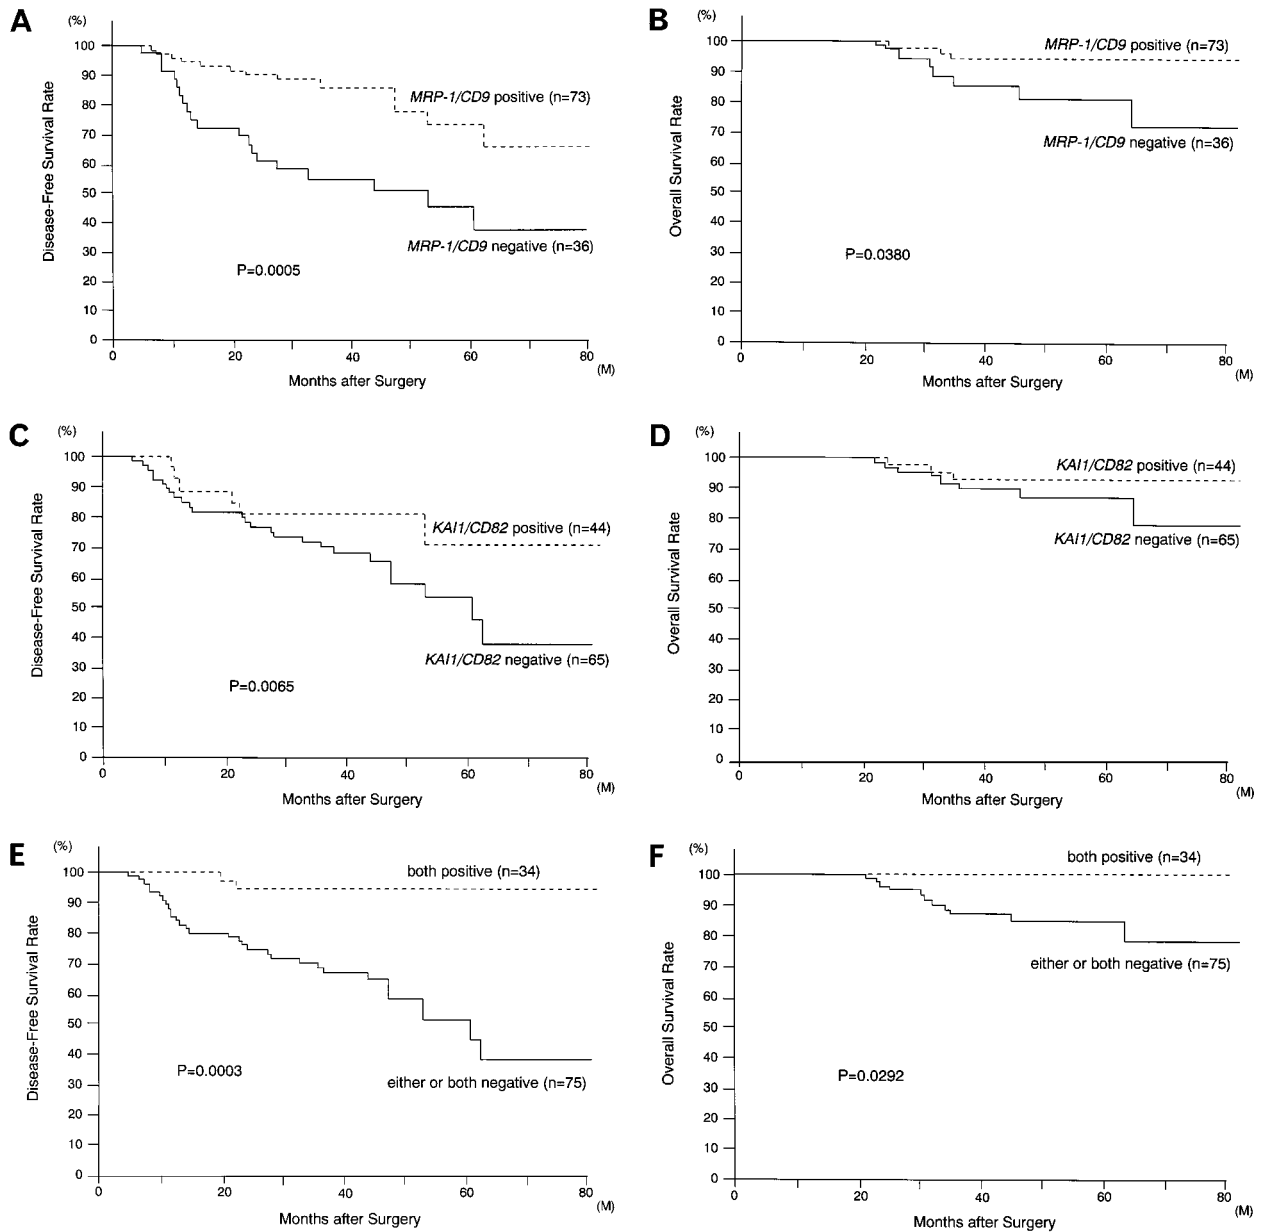 A
(%)
100
90
80
70
60
50
40
30
20
10
0
Disease-Free Survival Rate
MRP-1/CD9 positive (n=73)
MRP-1/CD9 negative (n=36)
P=0.0005
0 20 40 60 80
(M)
Months after Surgery
B
(%)
100
90
80
70
60
50
40
30
20
10
0
Overall Survival Rate
MRP-1/CD9 positive (n=73)
MRP-1/CD9 negative (n=36)
P=0.0380
0 20 40 60 80
(M)
Months after Surgery
C
(%)
100
90
80
70
60
50
40
30
20
10
0
Disease-Free Survival Rate
KAI1/CD82 positive (n=44)
KAI1/CD82 negative (n=65)
P=0.0065
0 20 40 60 80
(M)
Months after Surgery
D
(%)
100
90
80
70
60
50
40
30
20
10
0
Overall Survival Rate
KAI1/CD82 positive (n=44)
KAI1/CD82 negative (n=65)
0 20 40 60 80
(M)
Months after Surgery
E
(%)
100
90
80
70
60
50
40
30
20
10
0
Disease-Free Survival Rate
both positive (n=34)
either or both negative (n=75)
P=0.0003
0 20 40 60 80
(M)
Months after Surgery
F
(%)
100
90
80
70
60
50
40
30
20
10
0
Overall Survival Rate
both positive (n=34)
either or both negative (n=75)
P=0.0292
0 20 40 60 80
(M)
Months after Surgery